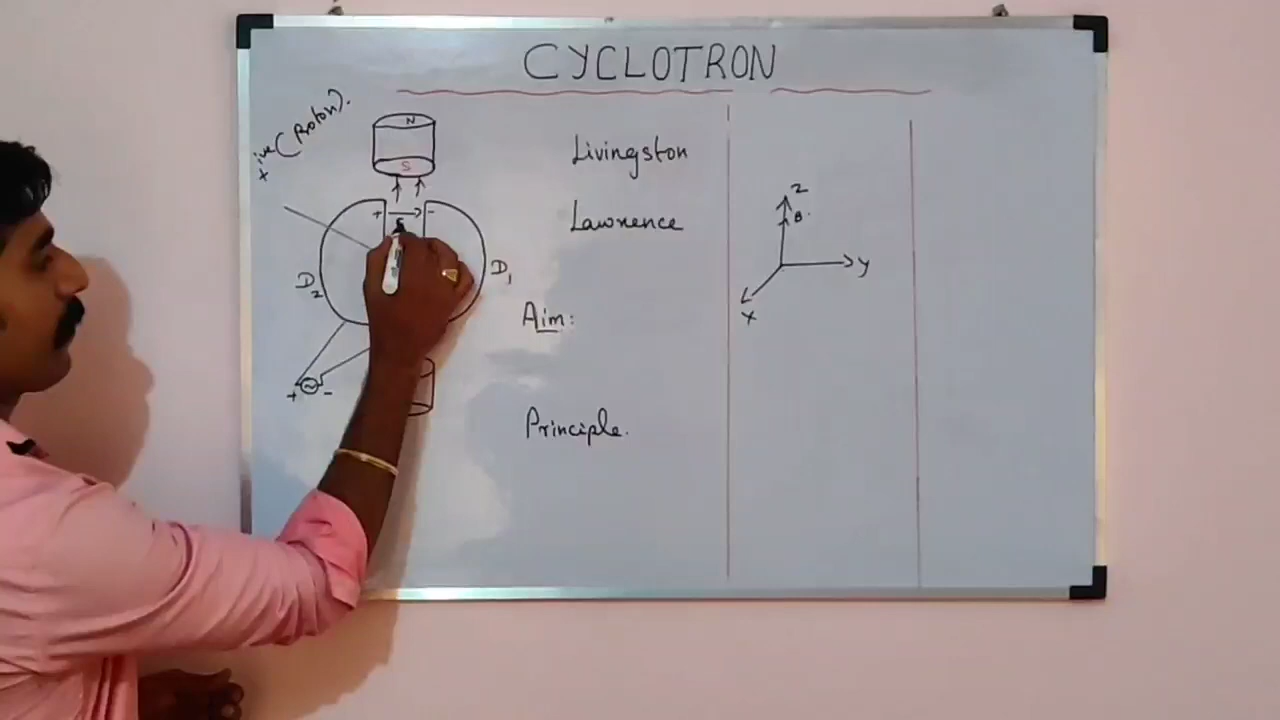 CYCLOTRON
+ive (Proton).
N
S
+ -
D2
D1
+ -
Livingston
Lawrence
Aim:
Principle.
Z
B
Y
X